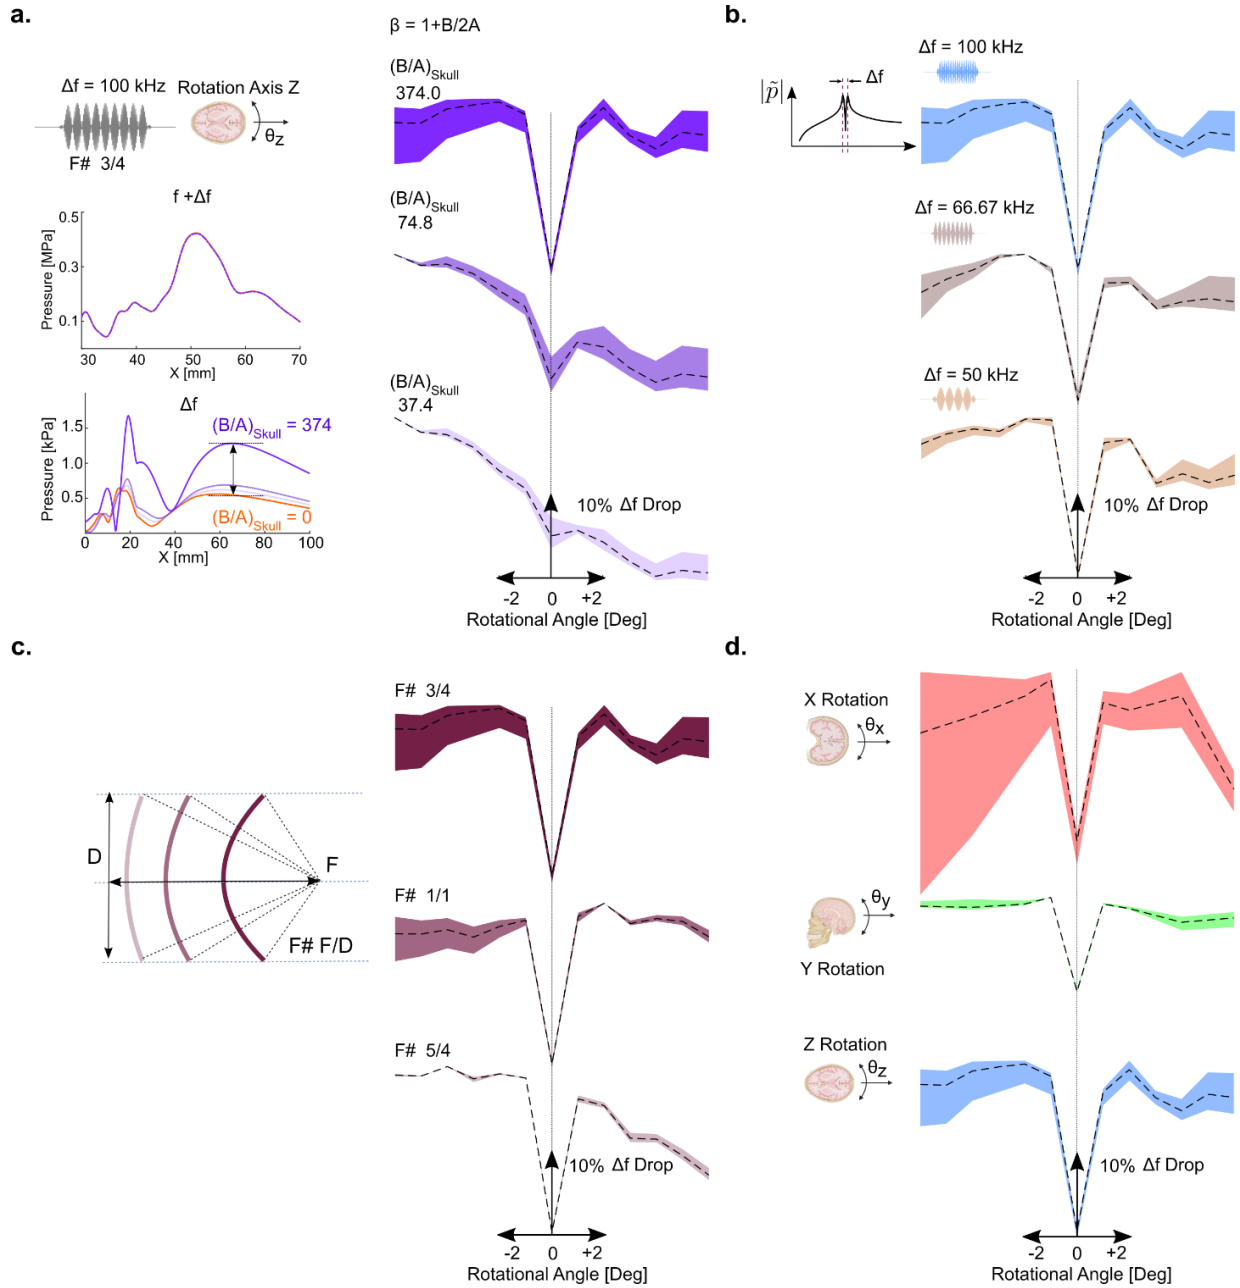 a.
Δf = 100 kHz
Rotation Axis Z
θz
F# 3/4
f +Δf
Pressure [MPa]
0.5
0.3
0.1
30 40 50 60 70
X [mm]
Δf
Pressure [kPa]
1.5
1.0
0.5
0
(B/A)Skull = 374
(B/A)Skull = 0
0 20 40 60 80 100
X [mm]
β = 1+B/2A
(B/A)Skull
374.0
(B/A)Skull
74.8
(B/A)Skull
37.4
10% Δf Drop
-2 0 +2
Rotational Angle [Deg]
b.
|p̃|
Δf
Δf = 100 kHz
Δf = 66.67 kHz
Δf = 50 kHz
10% Δf Drop
-2 0 +2
Rotational Angle [Deg]
c.
D
F
F# F/D
F# 3/4
F# 1/1
F# 5/4
10% Δf Drop
-2 0 +2
Rotational Angle [Deg]
d.
X Rotation
θx
θy
Y Rotation
Z Rotation
θz
10% Δf Drop
-2 0 +2
Rotational Angle [Deg]